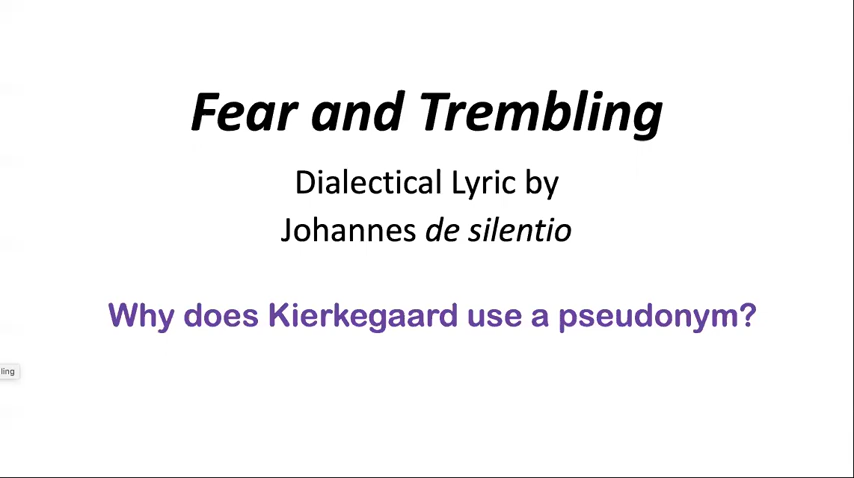 Fear and Trembling
Dialectical Lyric by
Johannes de silentio
Why does Kierkegaard use a pseudonym?
ling